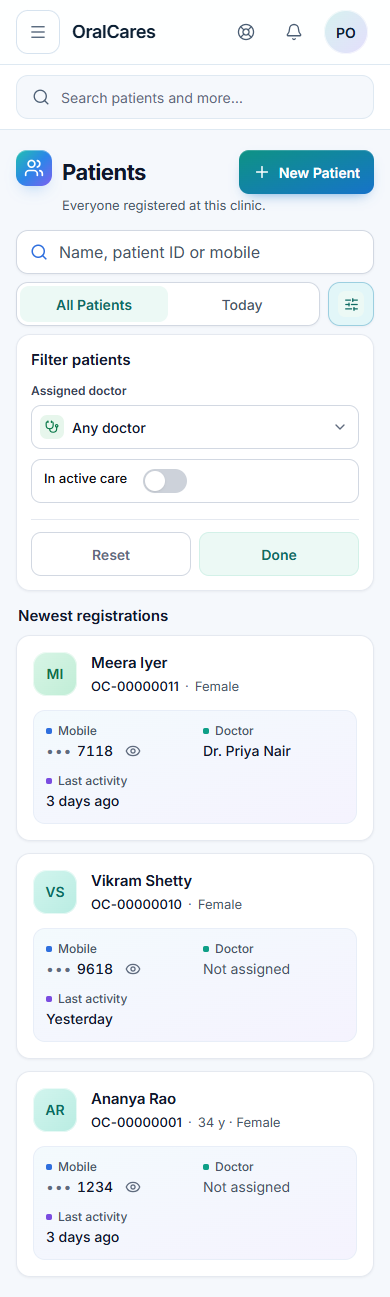 OralCares
PO
Search patients and more...
Patients
New Patient
Everyone registered at this clinic.
Name, patient ID or mobile
All Patients
Today
Filter patients
Assigned doctor
Any doctor
In active care
Reset
Done
Newest registrations
MI
Meera Iyer
OC-00000011 · Female
Mobile
Doctor
••• 7118
Dr. Priya Nair
Last activity
3 days ago
VS
Vikram Shetty
OC-00000010 · Female
Mobile
Doctor
••• 9618
Not assigned
Last activity
Yesterday
AR
Ananya Rao
OC-00000001 · 34 y · Female
Mobile
Doctor
••• 1234
Not assigned
Last activity
3 days ago